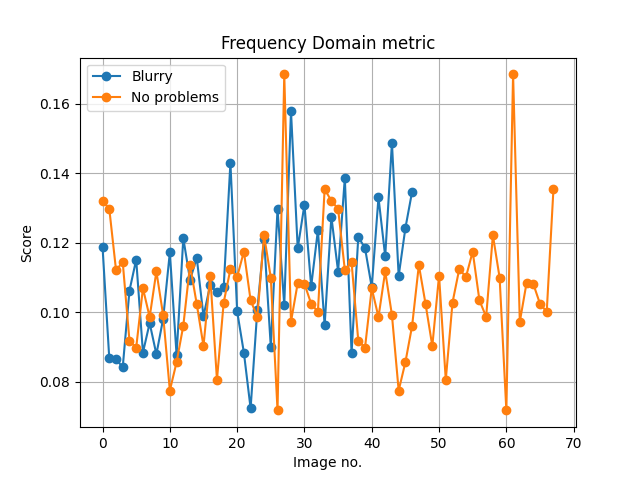 Frequency Domain metric
Blurry
No problems
Score
0.16
0.14
0.12
0.10
0.08
0 10 20 30 40 50 60 70
Image no.